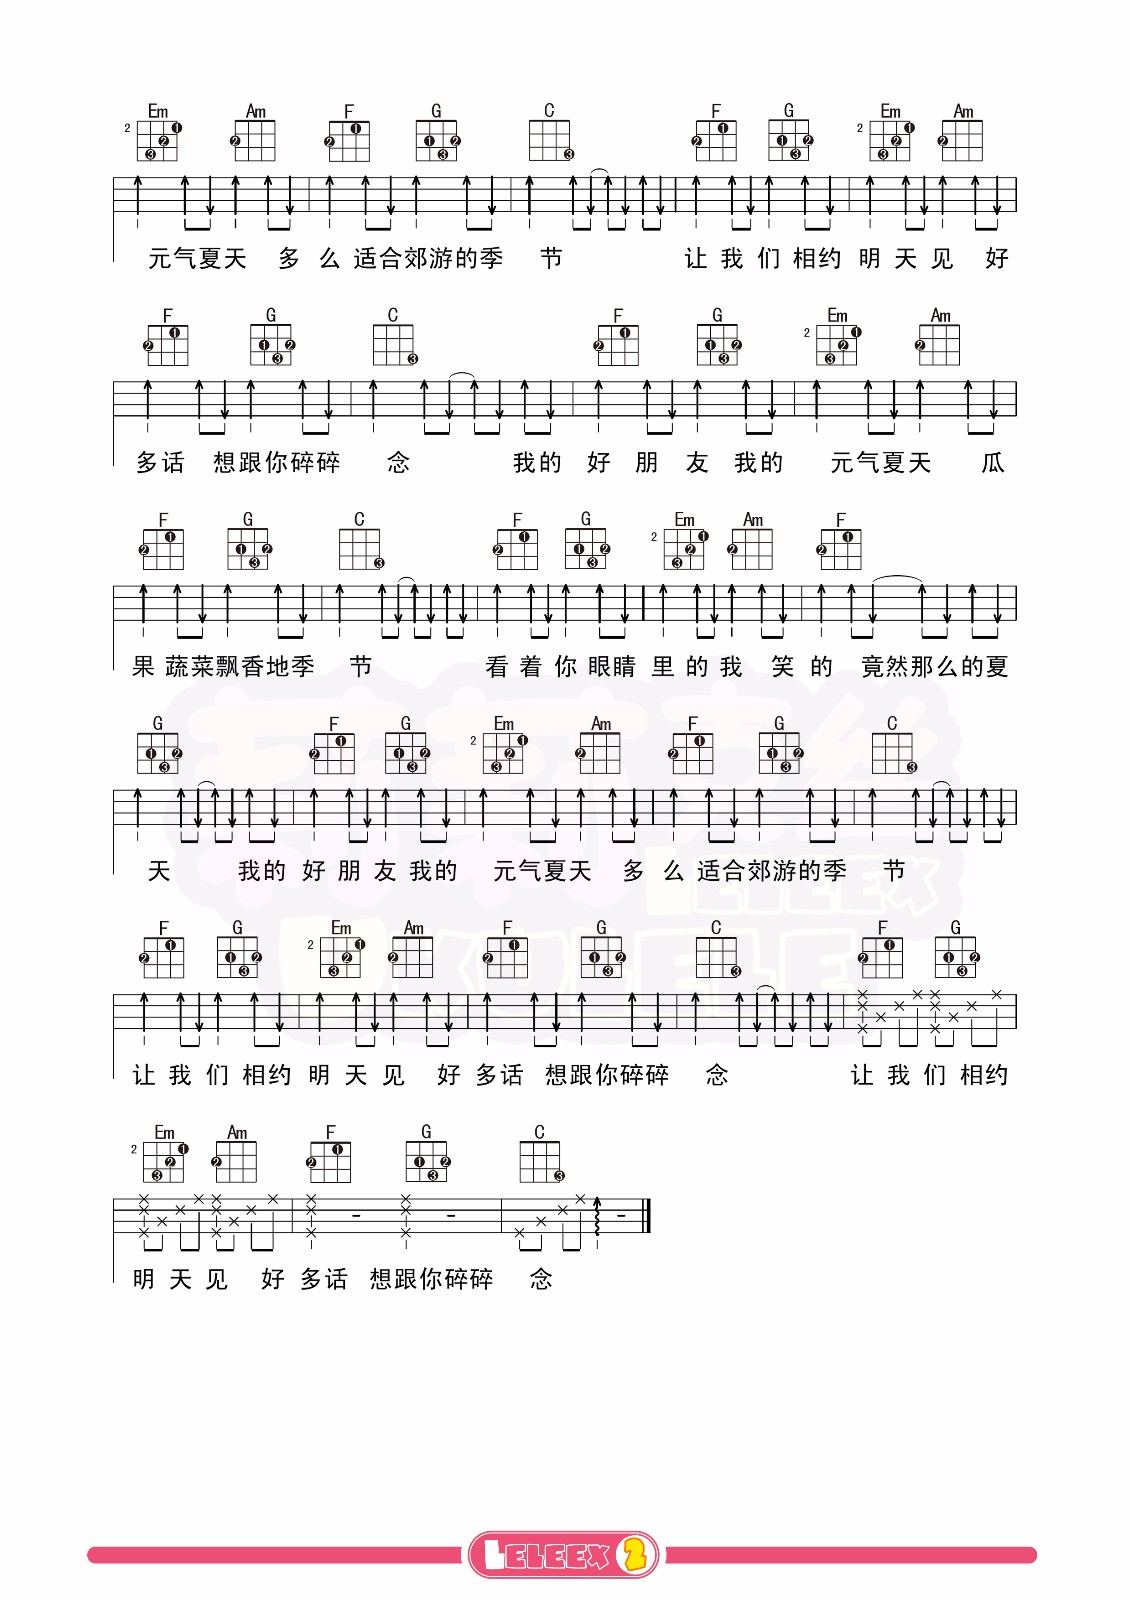 Em Am F G C F G Em Am
元气夏天 多么适合郊游的季节 让我们相约明天见好
F G C F G Em Am
多话 想跟你碎碎念 我的好朋友我的 元气夏天 瓜
F G C F G Em Am F
果蔬菜飘香地季节 看着你眼睛里的我 笑的 竟然那么的夏
G F G Em Am F G C
天 我的好朋友我的 元气夏天 多么适合郊游的季节
F G Em Am F G C F G
让我们相约明天见 好多话 想跟你碎碎念 让我们相约
Em Am F G C
明天见 好多话 想跟你碎碎念
LELEEX 2